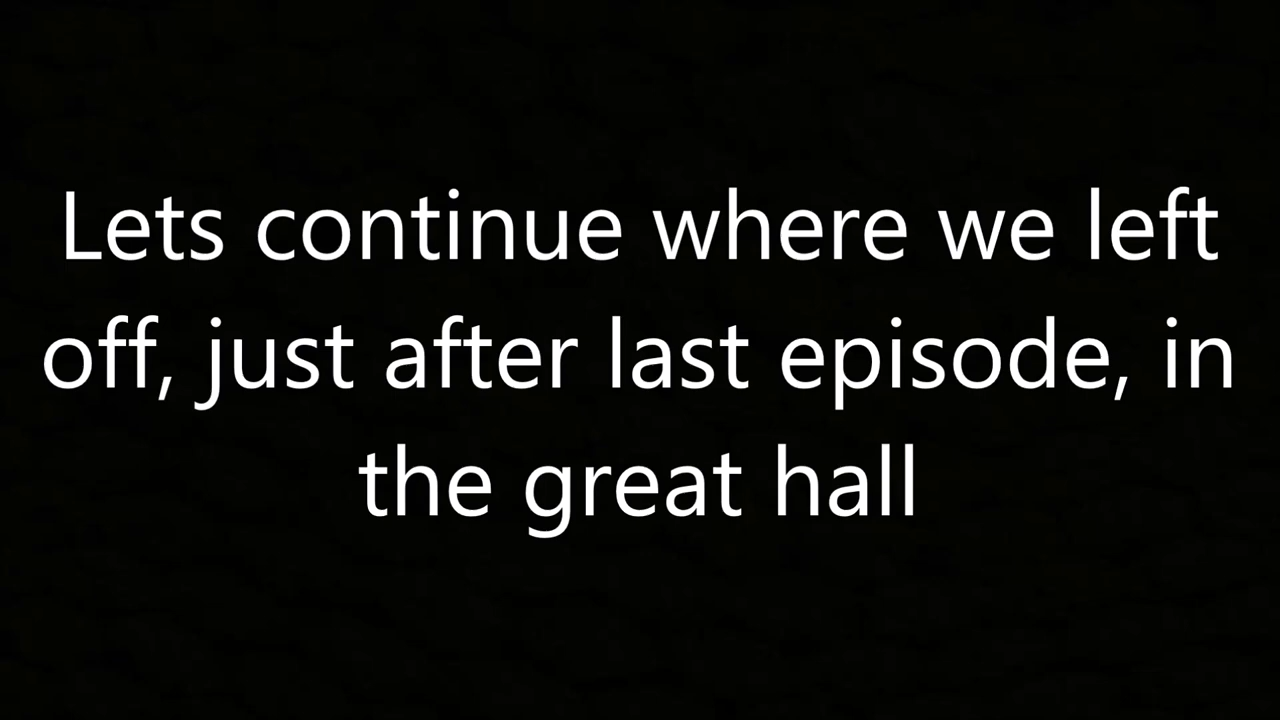 Lets continue where we left
off, just after last episode, in
the great hall